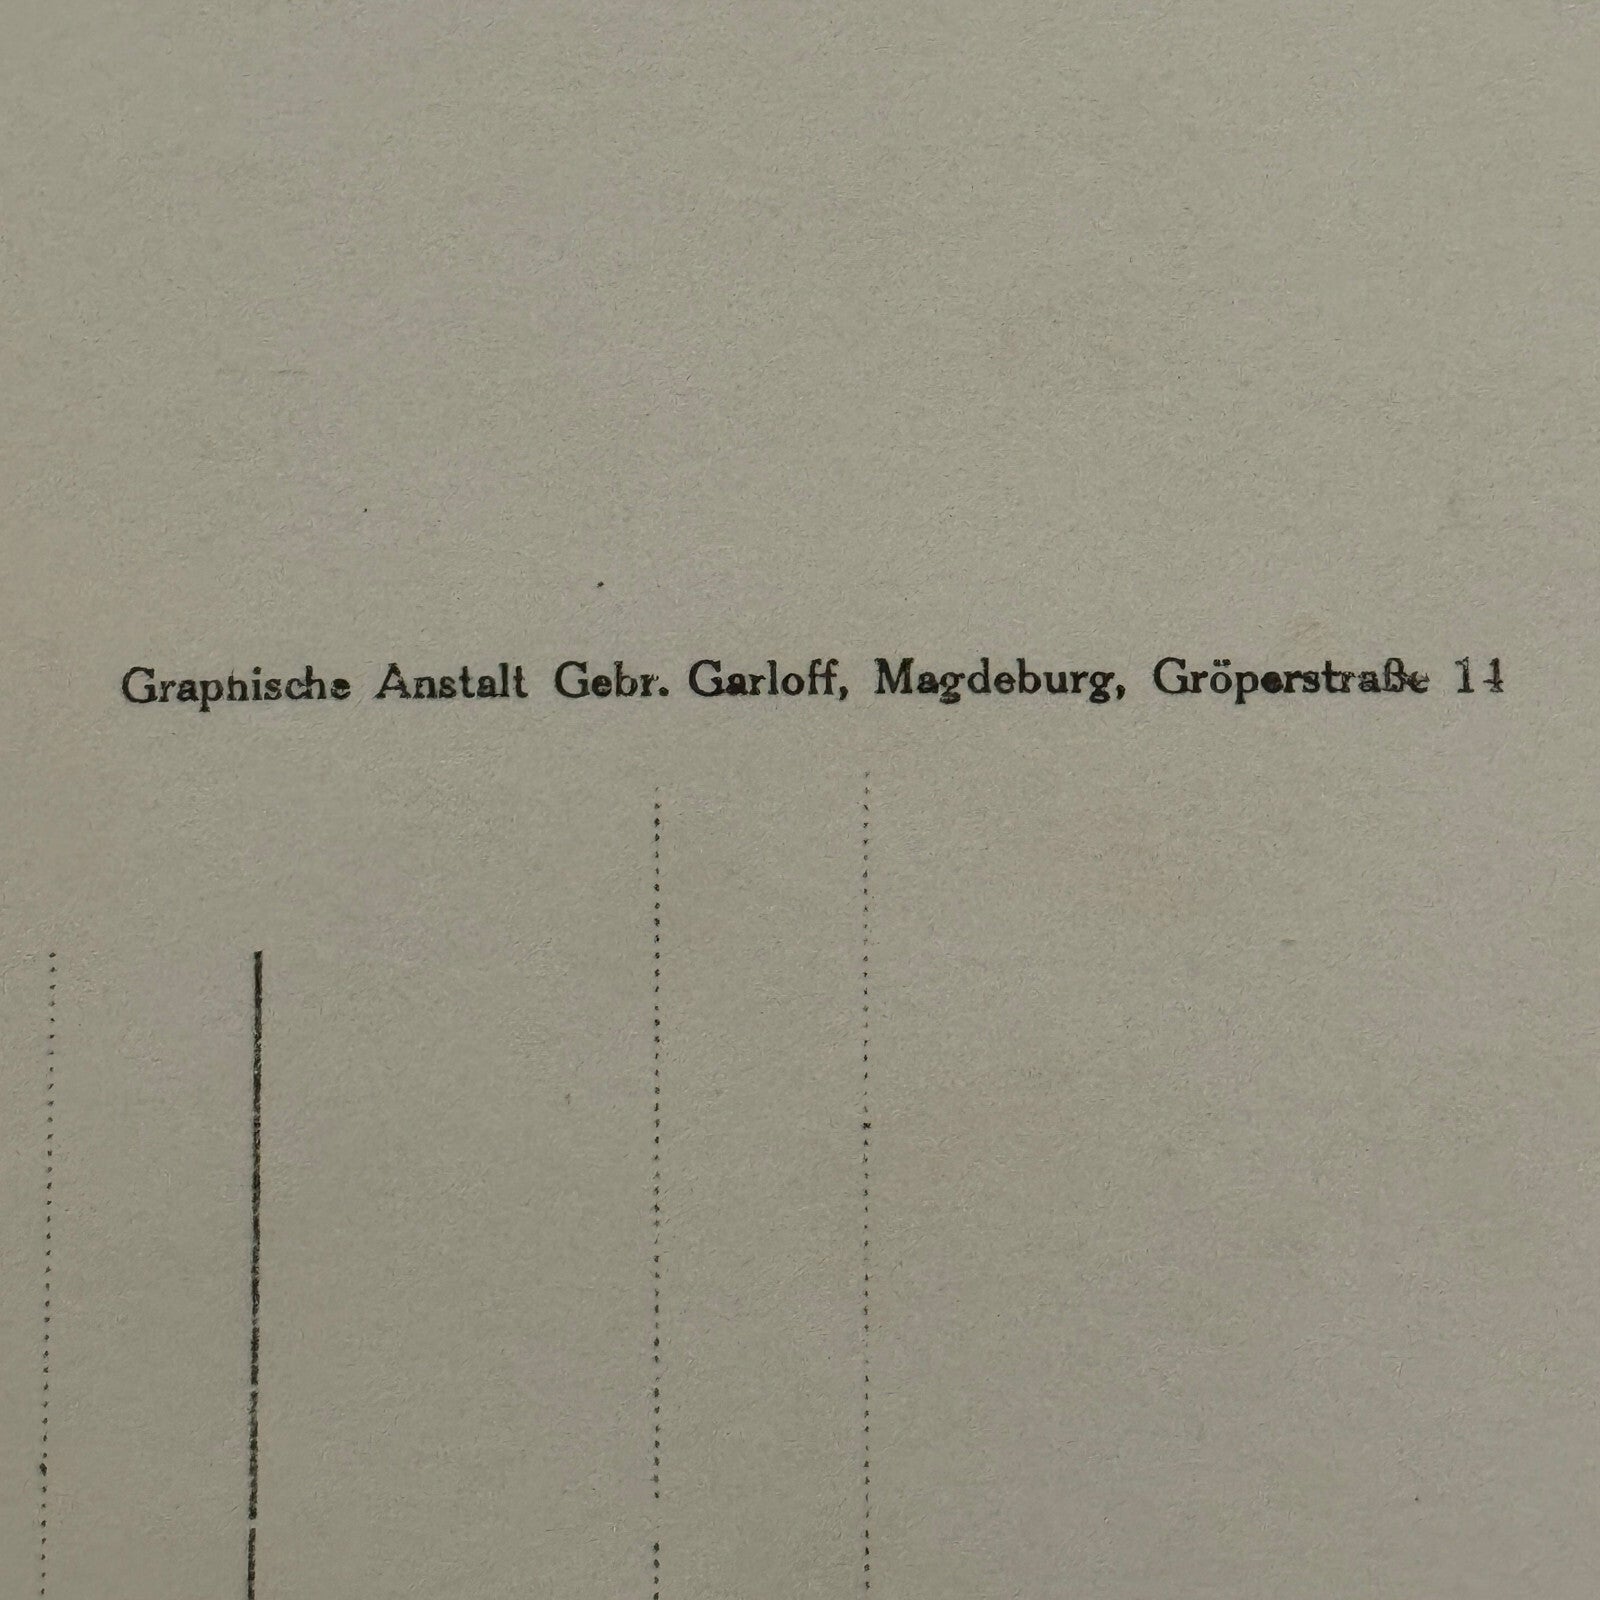 Graphische Anstalt Gebr. Garloff, Magdeburg, Gröperstraße 14